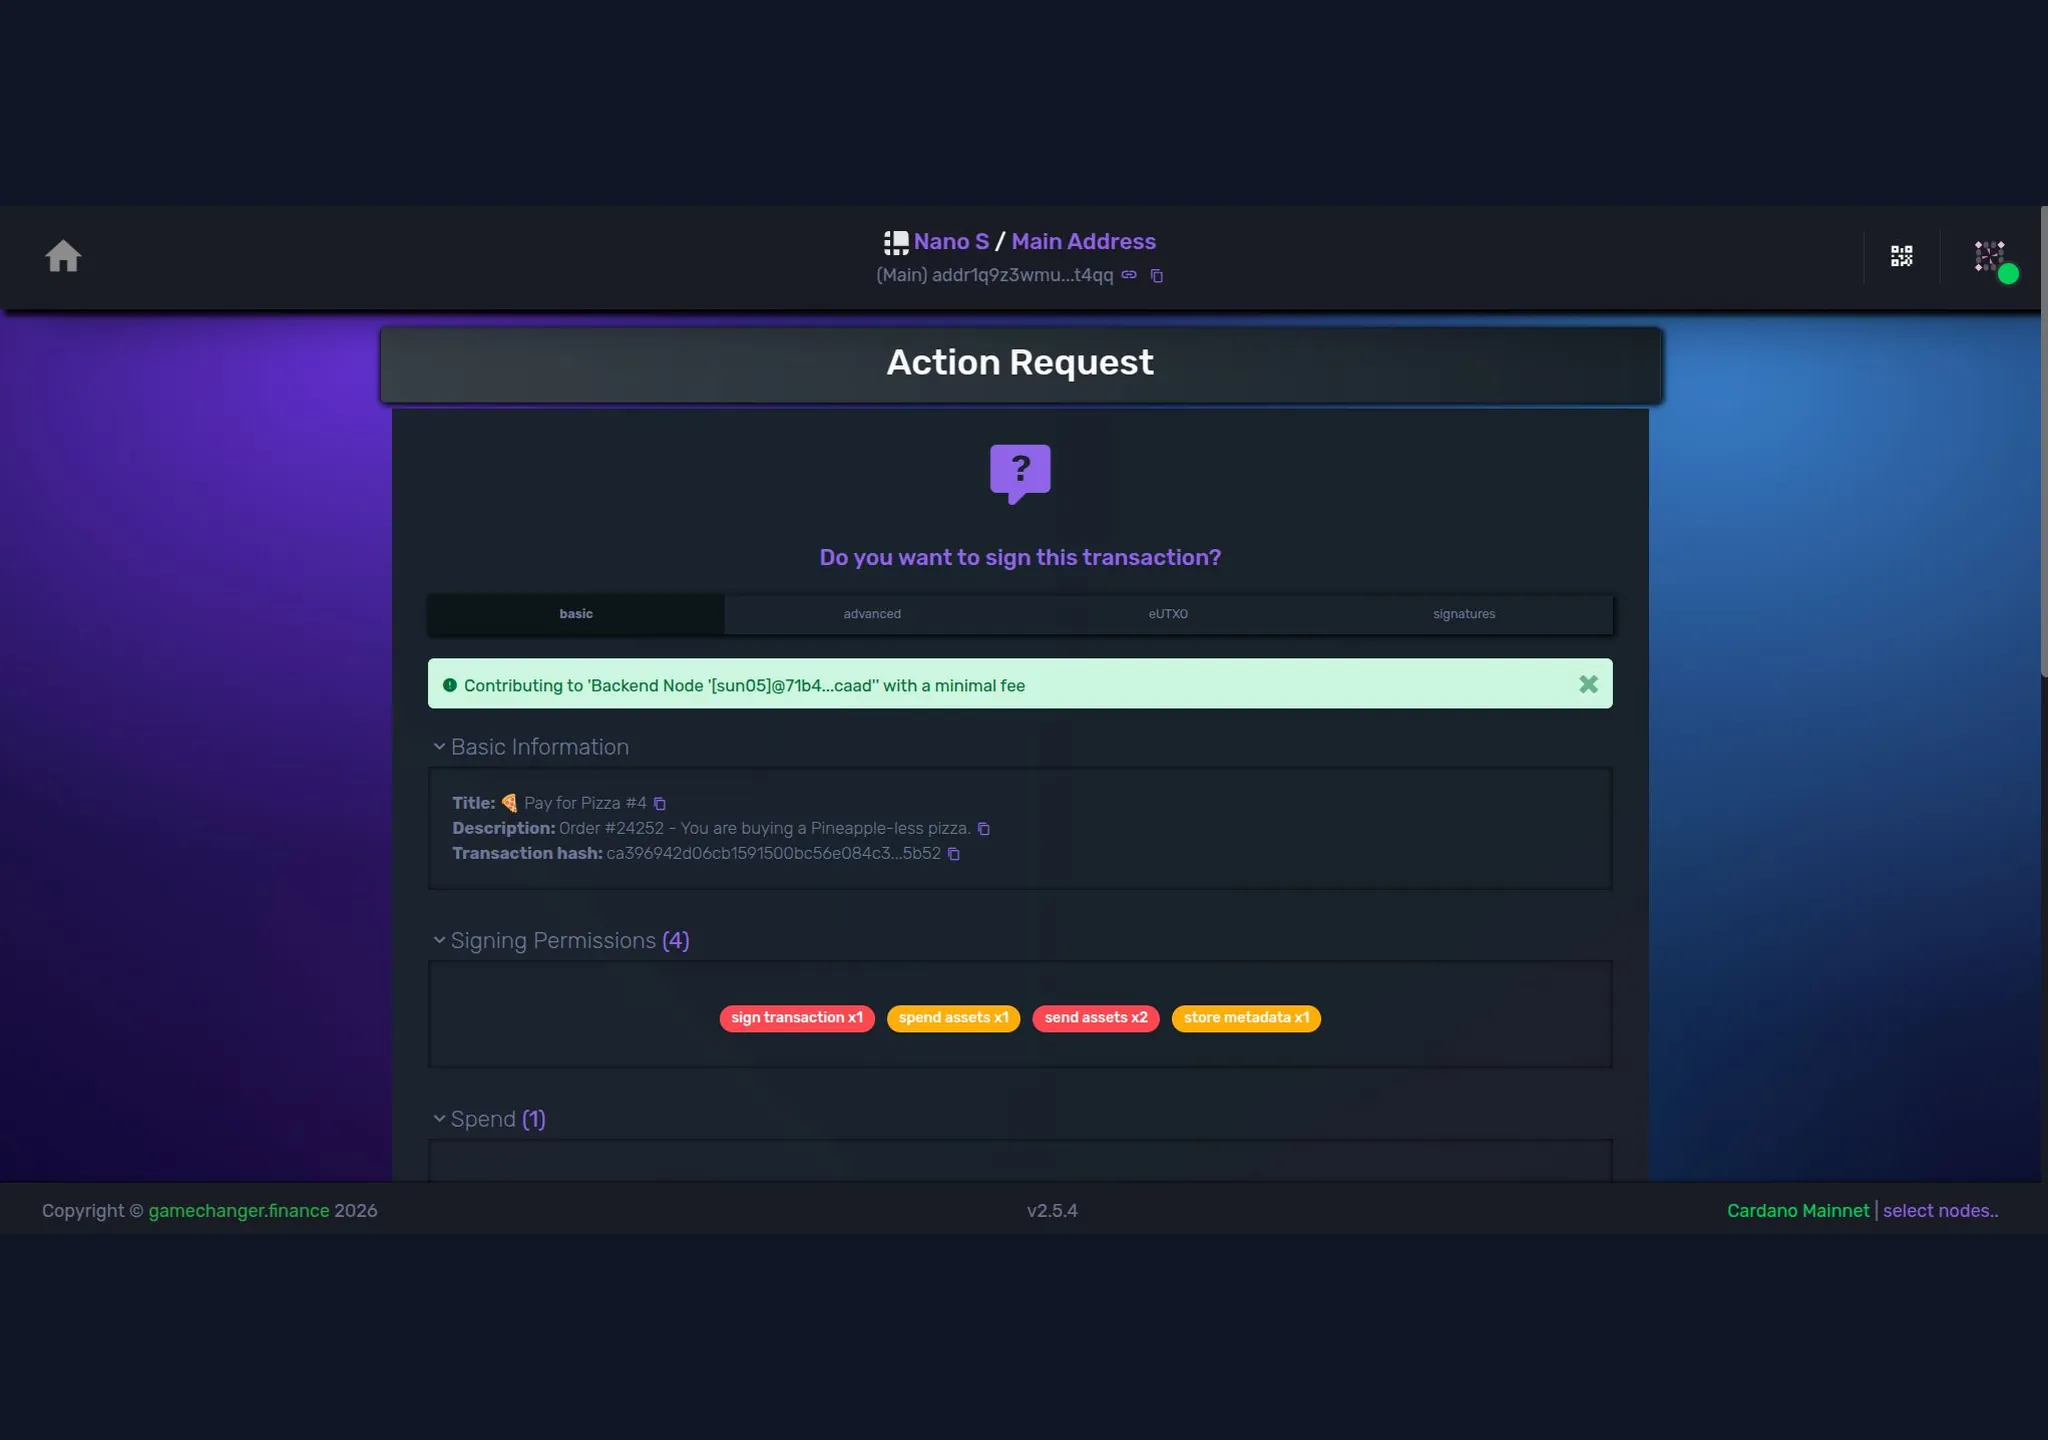 Nano S / Main Address
(Main) addr1q9z3wmu...t4qq
Action Request
?
Do you want to sign this transaction?
basic advanced eUTXO signatures
Contributing to 'Backend Node '[sun05]@71b4...caad'' with a minimal fee
Basic Information
Title: 🍕 Pay for Pizza #4
Description: Order #24252 - You are buying a Pineapple-less pizza.
Transaction hash: ca396942d06cb1591500bc56e084c3...5b52
Signing Permissions (4)
sign transaction x1 spend assets x1 send assets x2 store metadata x1
Spend (1)
Copyright © gamechanger.finance 2026 v2.5.4 Cardano Mainnet | select nodes..